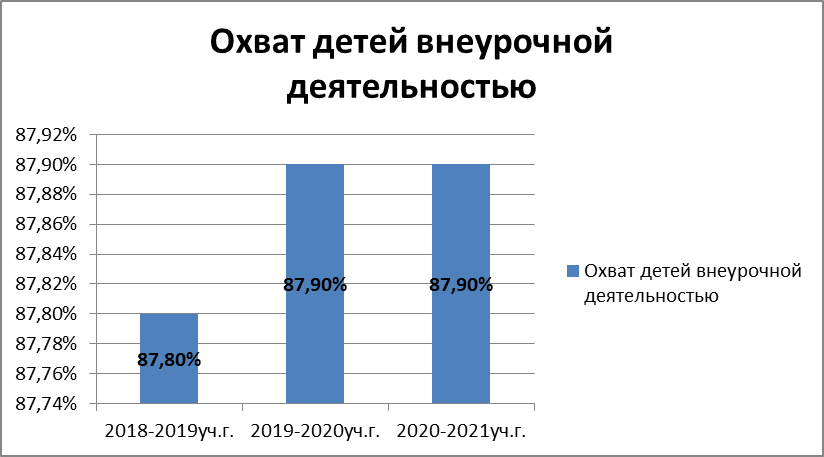 Охват детей внеурочной
деятельностью
87,92%
87,90%
87,88%
87,86%
87,84%
87,82%
87,80%
87,78%
87,76%
87,74%
87,80%
87,90%
87,90%
2018-2019уч.г.
2019-2020уч.г.
2020-2021уч.г.
Охват детей внеурочной
деятельностью